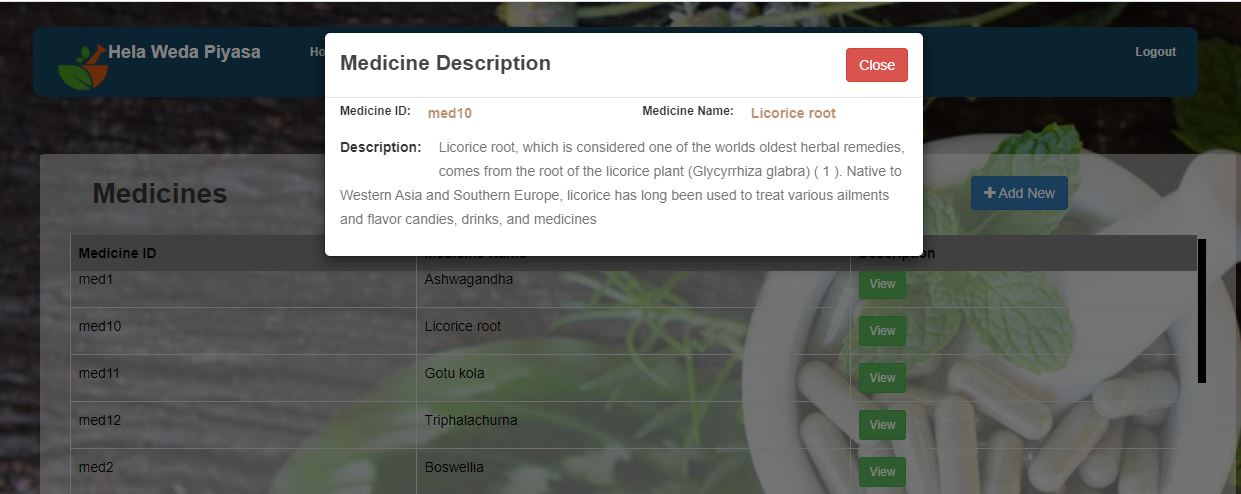 Hela Weda Piyasa
Ho
Logout
Medicine Description
Close
Medicine ID: med10
Medicine Name: Licorice root
Description: Licorice root, which is considered one of the worlds oldest herbal remedies,
comes from the root of the licorice plant (Glycyrrhiza glabra) ( 1 ). Native to
Western Asia and Southern Europe, licorice has long been used to treat various ailments
and flavor candies, drinks, and medicines
Medicines
Add New
Medicine ID Medicine Name Description
med1 Ashwagandha View
med10 Licorice root View
med11 Gotu kola View
med12 Triphalachurna View
med2 Boswellia View